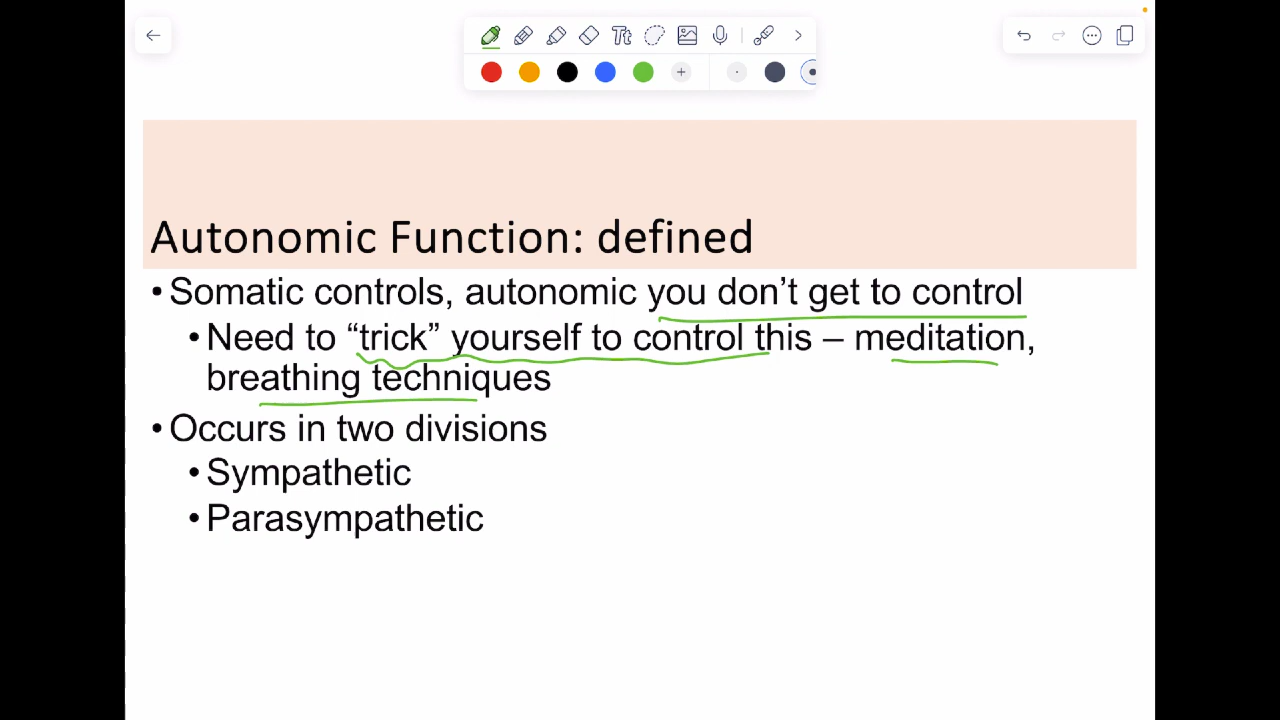 Tt
Autonomic Function: defined
• Somatic controls, autonomic you don’t get to control
• Need to “trick” yourself to control this – meditation,
breathing techniques
• Occurs in two divisions
• Sympathetic
• Parasympathetic